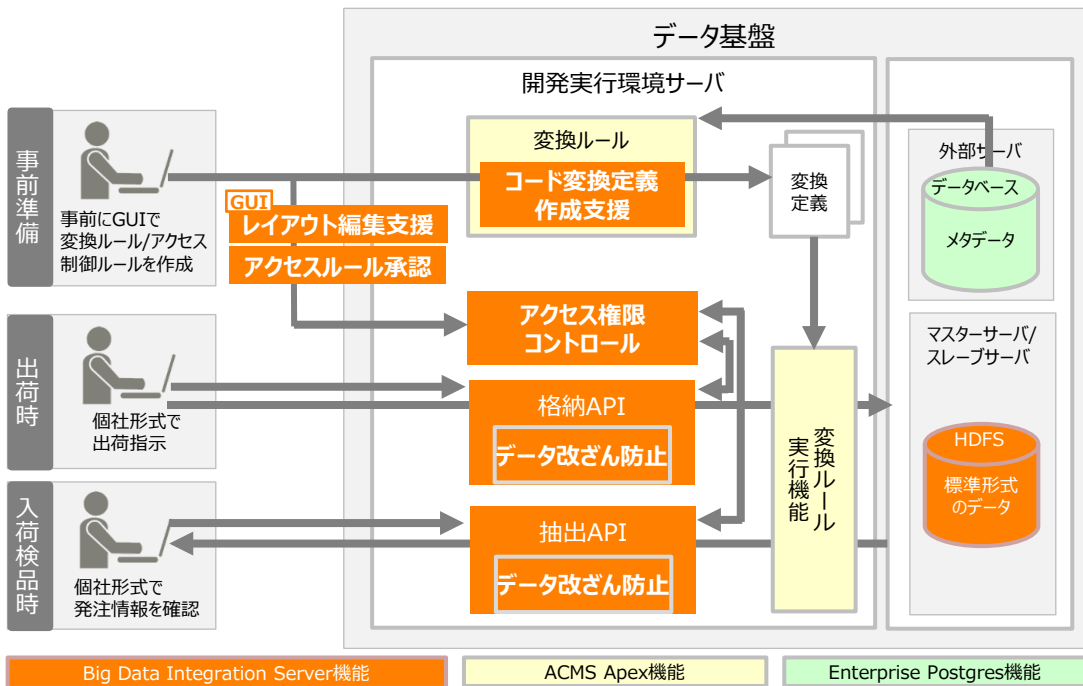 データ基盤
開発実行環境サーバ
事前準備
事前にGUIで
変換ルール/アクセス
制御ルールを作成
GUI
レイアウト編集支援
アクセスルール承認
変換ルール
コード変換定義
作成支援
変換
定義
外部サーバ
データベース
メタデータ
アクセス権限
コントロール
出荷時
個社形式で
出荷指示
格納API
データ改ざん防止
変換ルール
実行機能
マスターサーバ/
スレーブサーバ
HDFS
標準形式
のデータ
入荷検品時
個社形式で
発注情報を確認
抽出API
データ改ざん防止
Big Data Integration Server機能
ACMS Apex機能
Enterprise Postgres機能